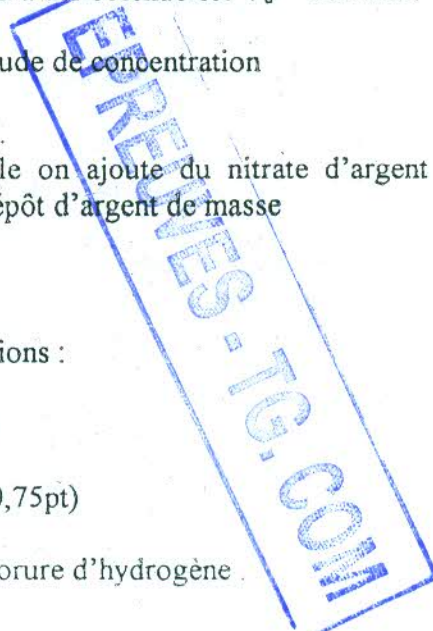 ude de concentration
le on ajoute du nitrate d'argent
épôt d'argent de masse
ions :
0,75pt)
orure d'hydrogène
EPREUVES - TG. COM